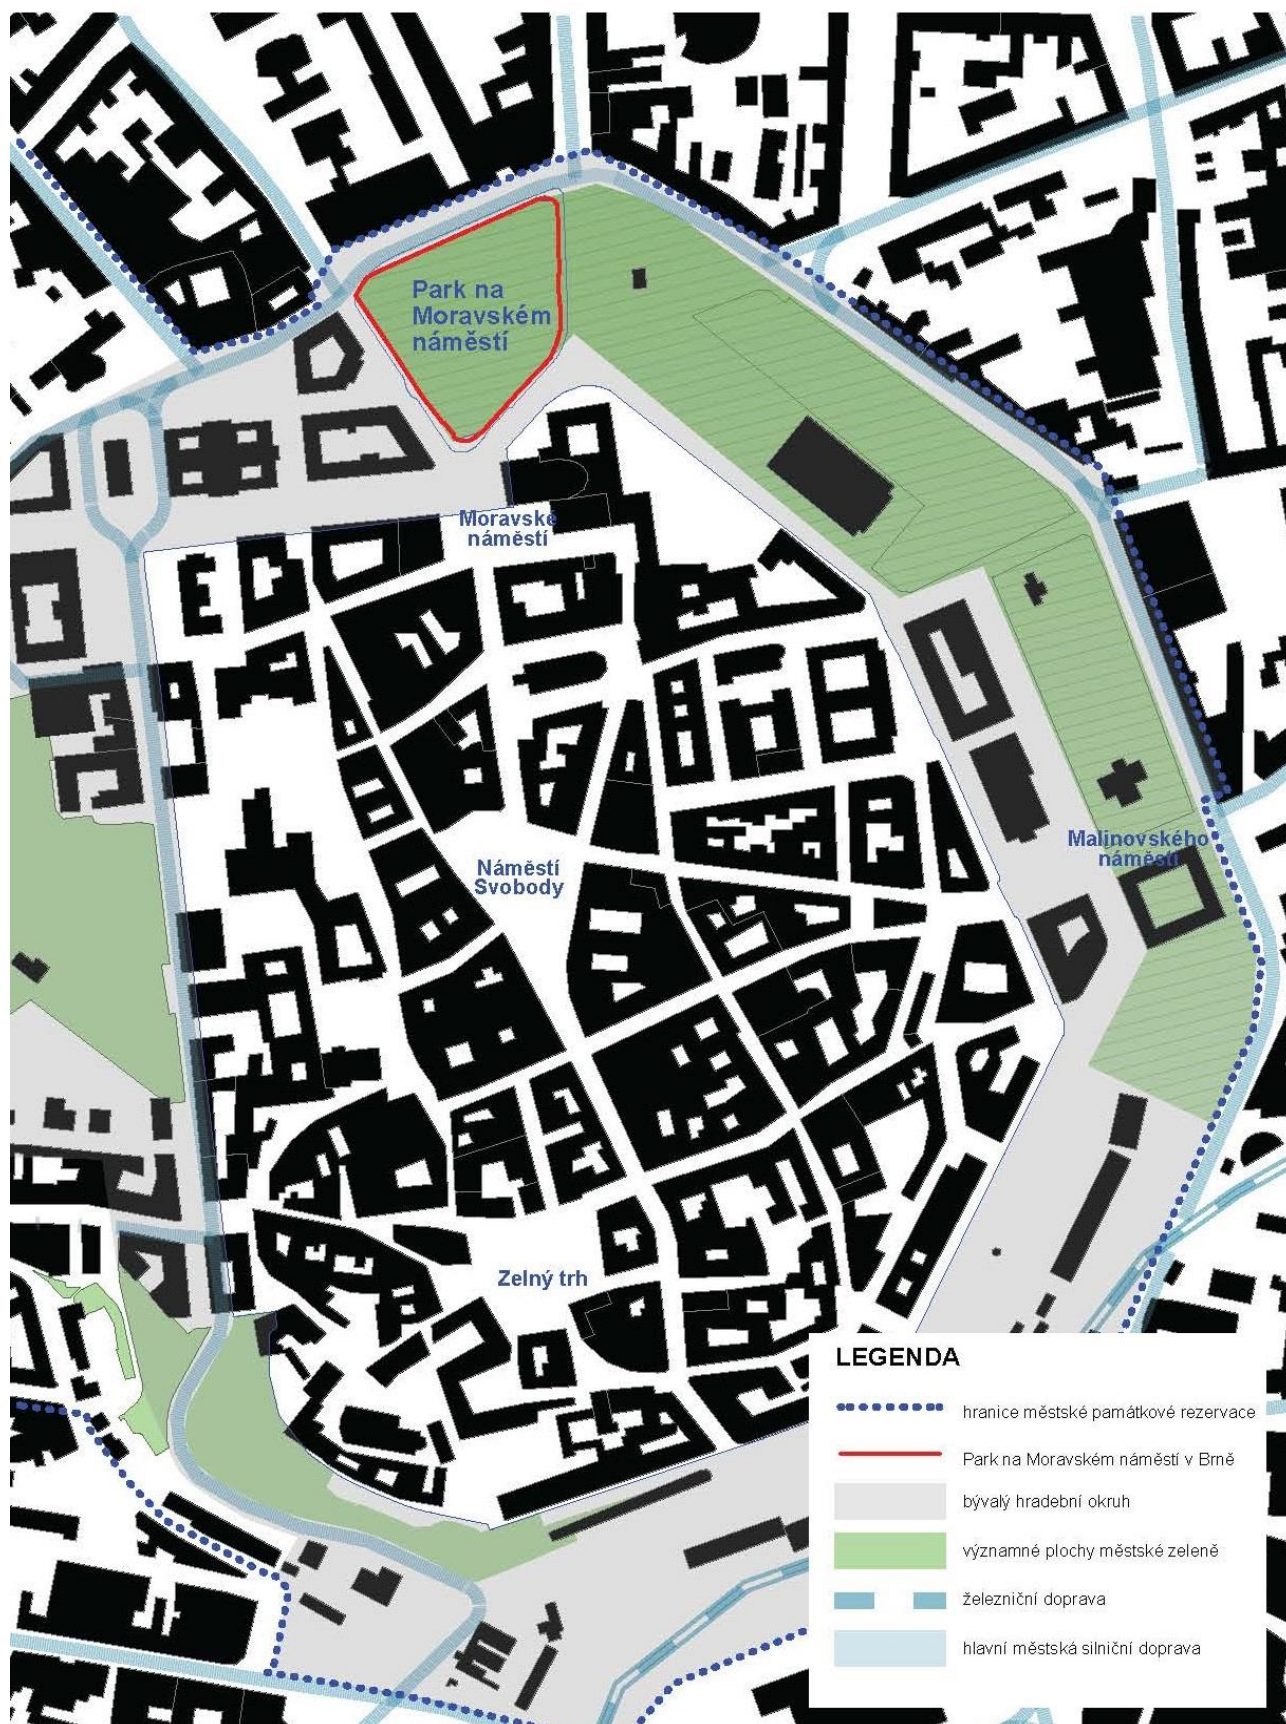 Park na
Moravském
náměstí
Moravské
náměstí
Malinovského
náměstí
Náměstí
Svobody
Zelný trh
LEGENDA
hranice městské památkové rezervace
Park na Moravském náměstí v Brně
bývalý hradební okruh
významné plochy městské zeleně
železniční doprava
hlavní městská silniční doprava